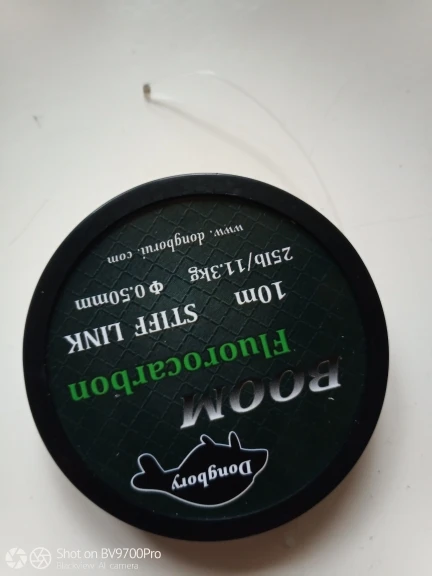 Dongbory
BOOM
Fluorocarbon
STIFF LINK
10m Φ 0.50mm
25lb/11.3kg
www. dongborui. com
Shot on BV9700Pro
Blackview AI camera